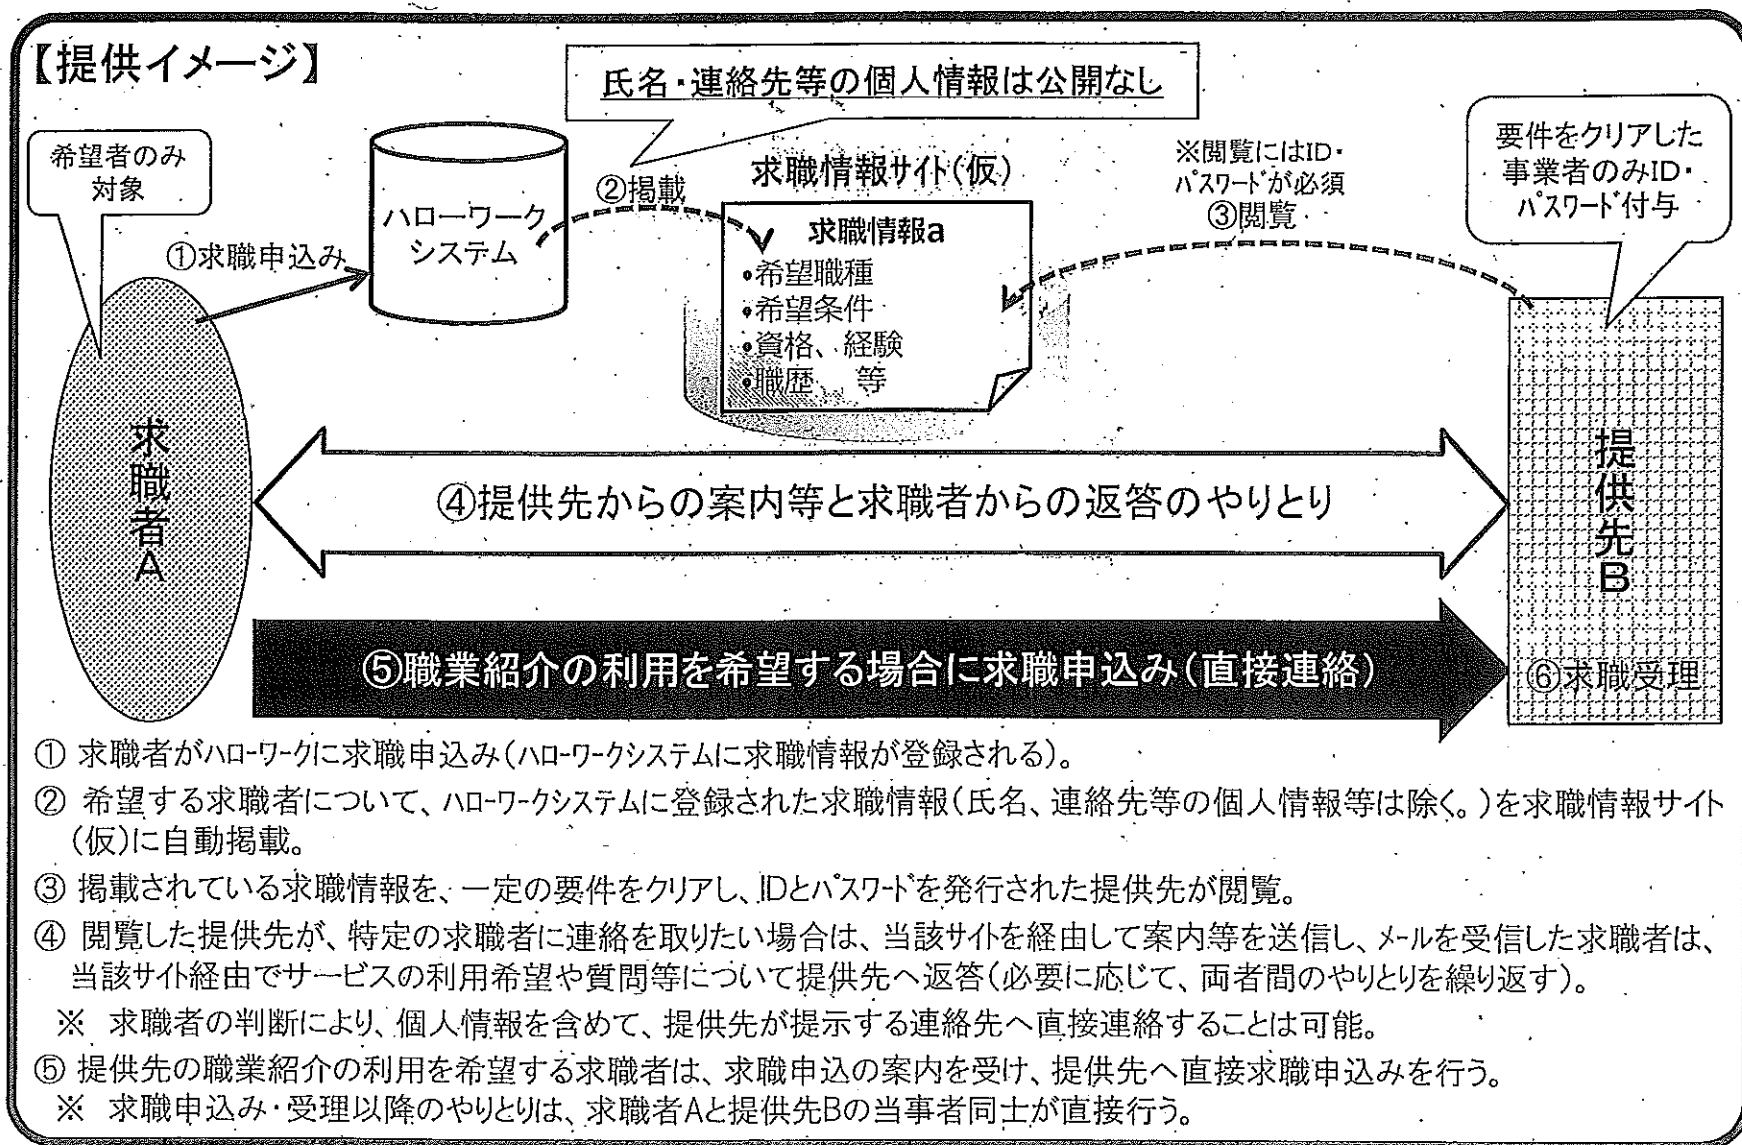 【提供イメージ】
氏名・連絡先等の個人情報は公開なし
希望者のみ
対象
ハローワーク
システム
①求職申込み
②掲載
求職情報サイト(仮)
求職情報a
・希望職種
・希望条件
・資格、経験
・職歴　等
※閲覧にはID・
パスワードが必須
③閲覧
要件をクリアした
事業者のみID・
パスワード付与
求職者A
④提供先からの案内等と求職者からの返答のやりとり
提供先B
⑤職業紹介の利用を希望する場合に求職申込み(直接連絡)
⑥求職受理
① 求職者がハローワークに求職申込み(ハローワークシステムに求職情報が登録される)。
② 希望する求職者について、ハローワークシステムに登録された求職情報(氏名、連絡先等の個人情報等は除く。)を求職情報サイト
(仮)に自動掲載。
③ 掲載されている求職情報を、一定の要件をクリアし、IDとパスワードを発行された提供先が閲覧。
④ 閲覧した提供先が、特定の求職者に連絡を取りたい場合は、当該サイトを経由して案内等を送信し、メールを受信した求職者は、
当該サイト経由でサービスの利用希望や質問等について提供先へ返答(必要に応じて、両者間のやりとりを繰り返す)。
※ 求職者の判断により、個人情報を含めて、提供先が提示する連絡先へ直接連絡することは可能。
⑤ 提供先の職業紹介の利用を希望する求職者は、求職申込の案内を受け、提供先へ直接求職申込みを行う。
※ 求職申込み・受理以降のやりとりは、求職者Aと提供先Bの当事者同士が直接行う。